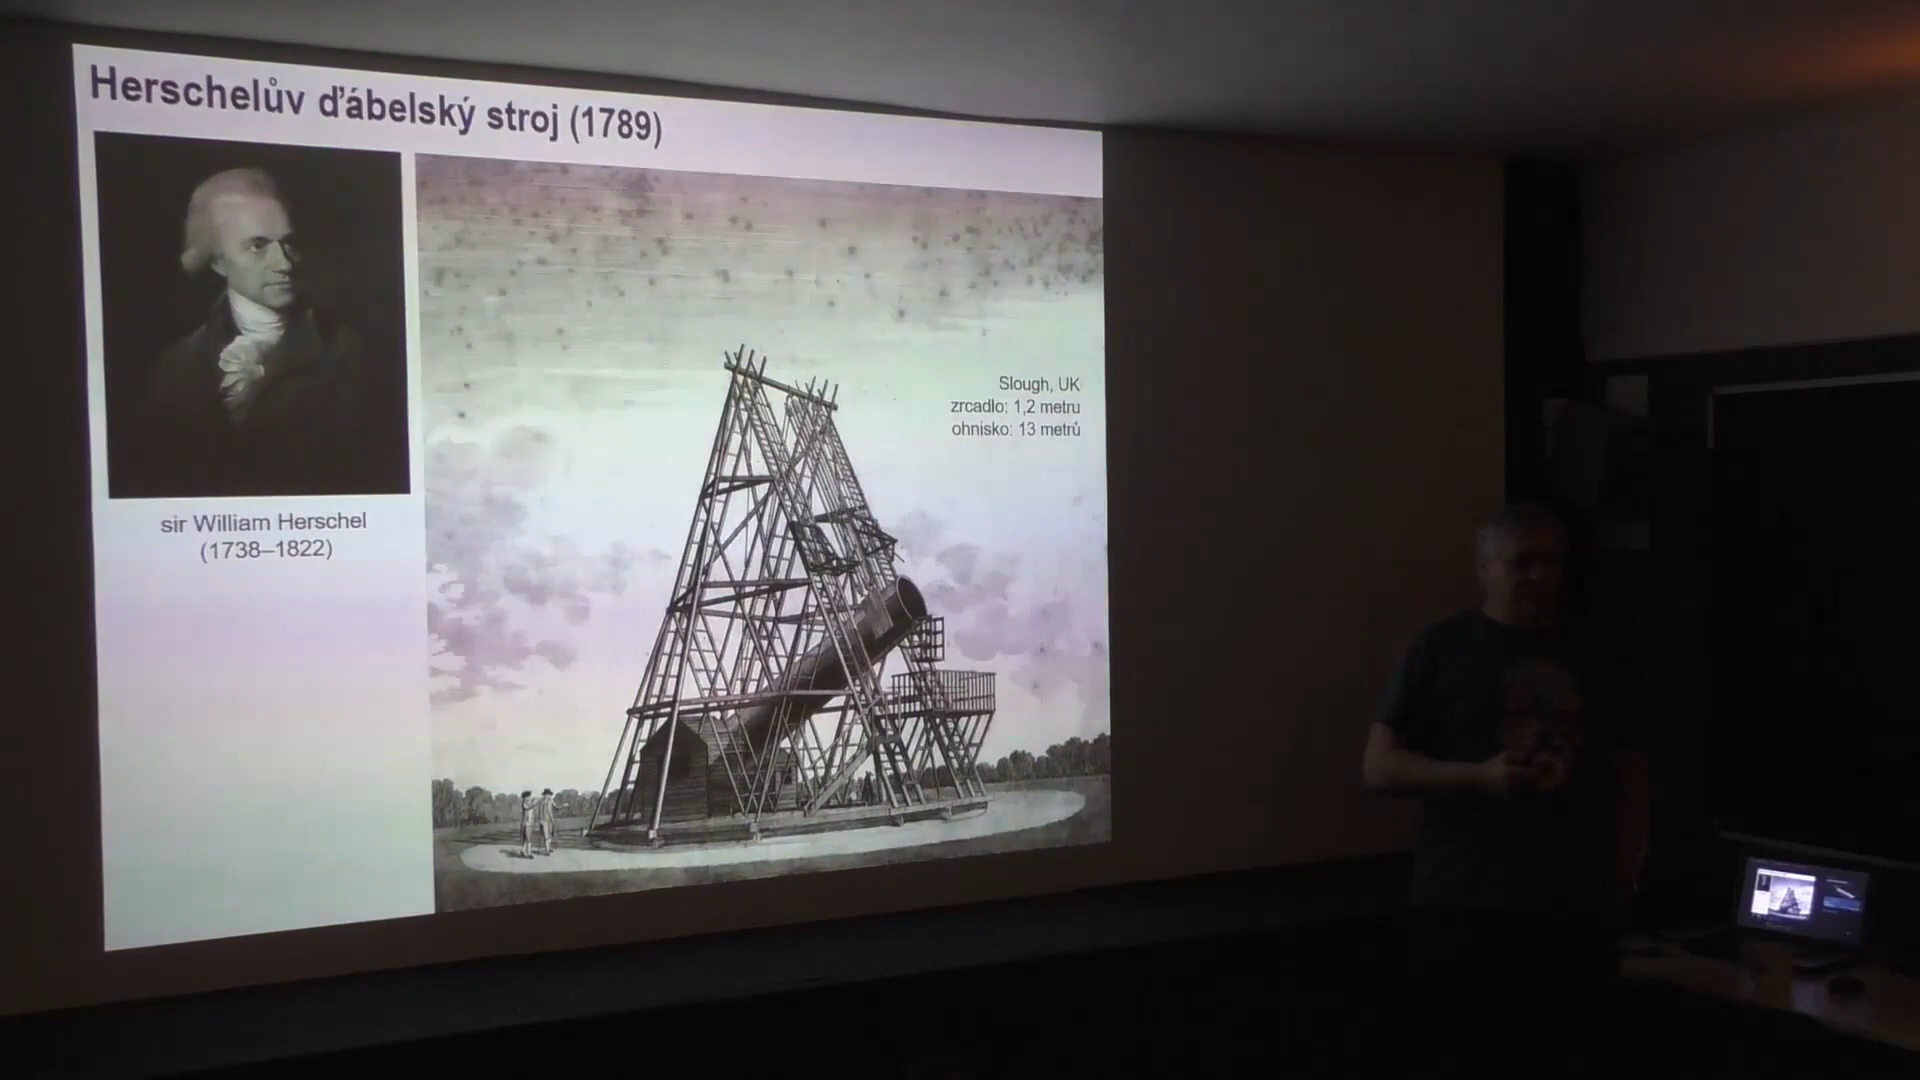 Herschelův ďábelský stroj (1789)
sir William Herschel
(1738–1822)
Slough, UK
zrcadlo: 1,2 metru
ohnisko: 13 metrů